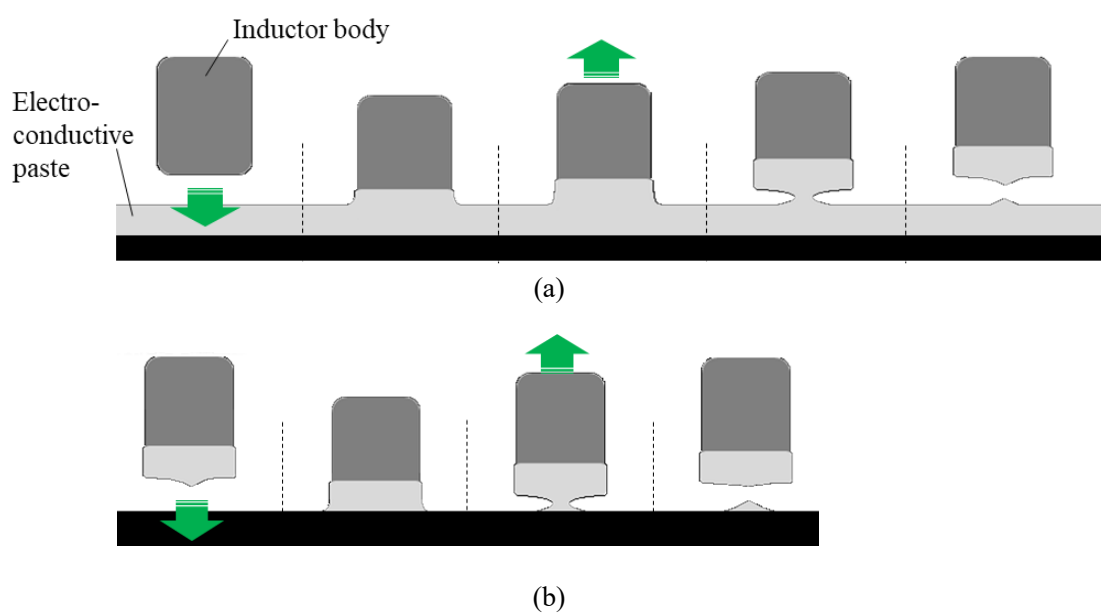 Inductor body
Electro-
conductive
paste
(a)
(b)